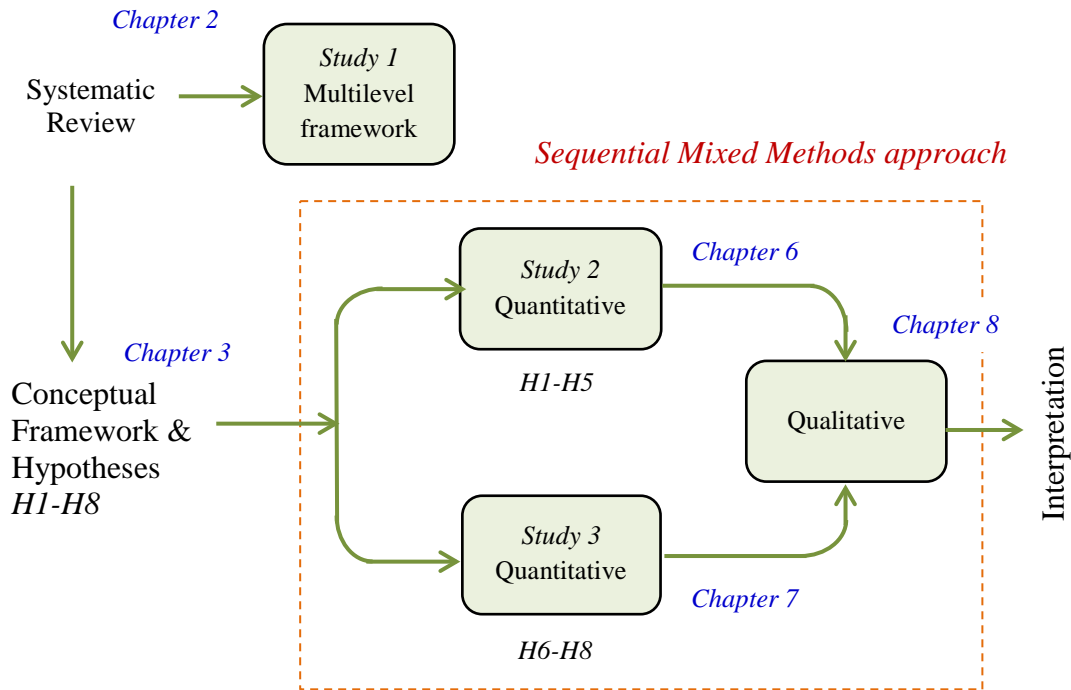 Chapter 2
Study 1
Multilevel
framework
Systematic
Review
Sequential Mixed Methods approach
Study 2
Quantitative
Chapter 6
H1-H5
Chapter 3
Conceptual
Framework &
Hypotheses
H1-H8
Chapter 8
Qualitative
Interpretation
Study 3
Quantitative
Chapter 7
H6-H8